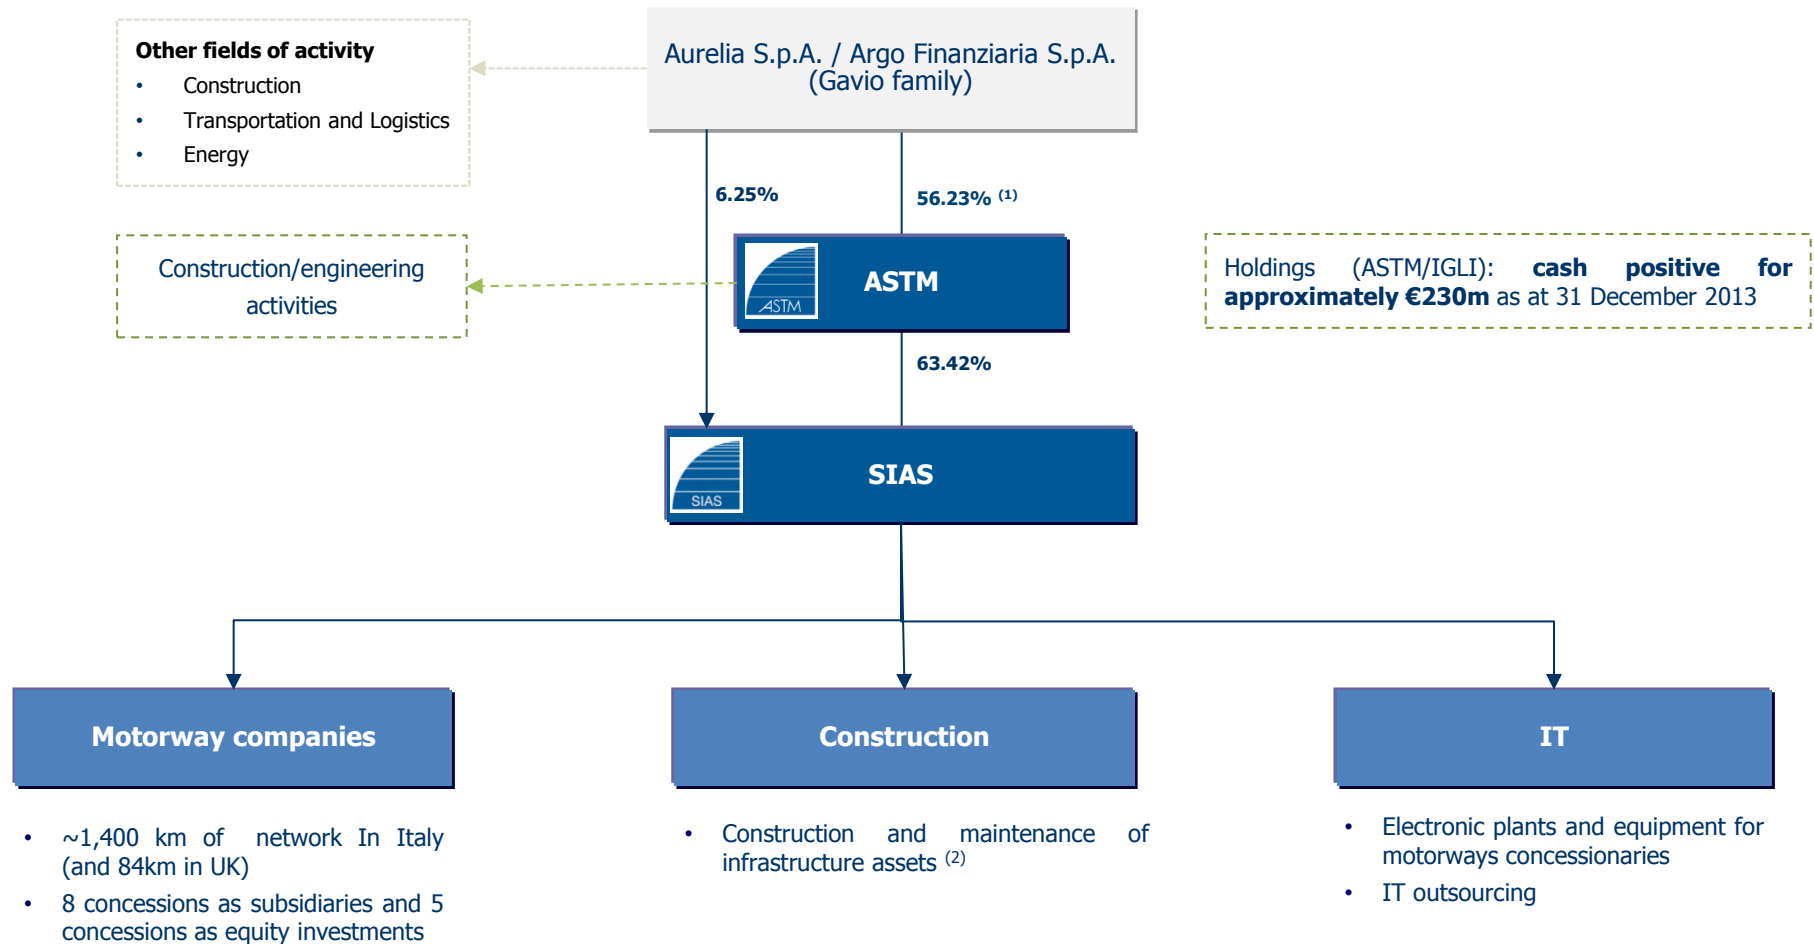 Other fields of activity
• Construction
• Transportation and Logistics
• Energy
Aurelia S.p.A. / Argo Finanziaria S.p.A.
(Gavio family)
6.25%
56.23% (1)
Construction/engineering
activities
ASTM
ASTM
Holdings (ASTM/IGLI): cash positive for
approximately €230m as at 31 December 2013
63.42%
SIAS
SIAS
Motorway companies
Construction
IT
• ~1,400 km of network In Italy
(and 84km in UK)
• 8 concessions as subsidiaries and 5
concessions as equity investments
• Construction and maintenance of
infrastructure assets (2)
• Electronic plants and equipment for
motorways concessionaries
• IT outsourcing